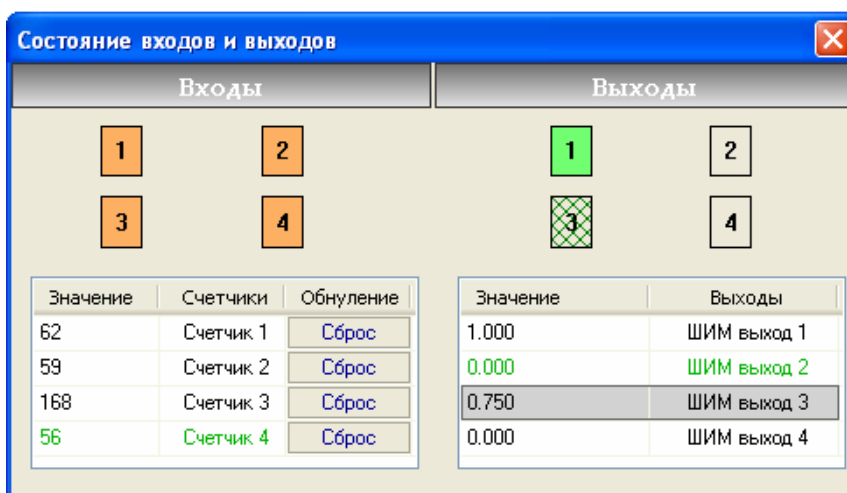 Состояние входов и выходов
Входы
Выходы
1 2
3 4
1 2
3 4
Значение Счетчики Обнуление
62 Счетчик 1 Сброс
59 Счетчик 2 Сброс
168 Счетчик 3 Сброс
56 Счетчик 4 Сброс
Значение Выходы
1.000 ШИМ выход 1
0.000 ШИМ выход 2
0.750 ШИМ выход 3
0.000 ШИМ выход 4